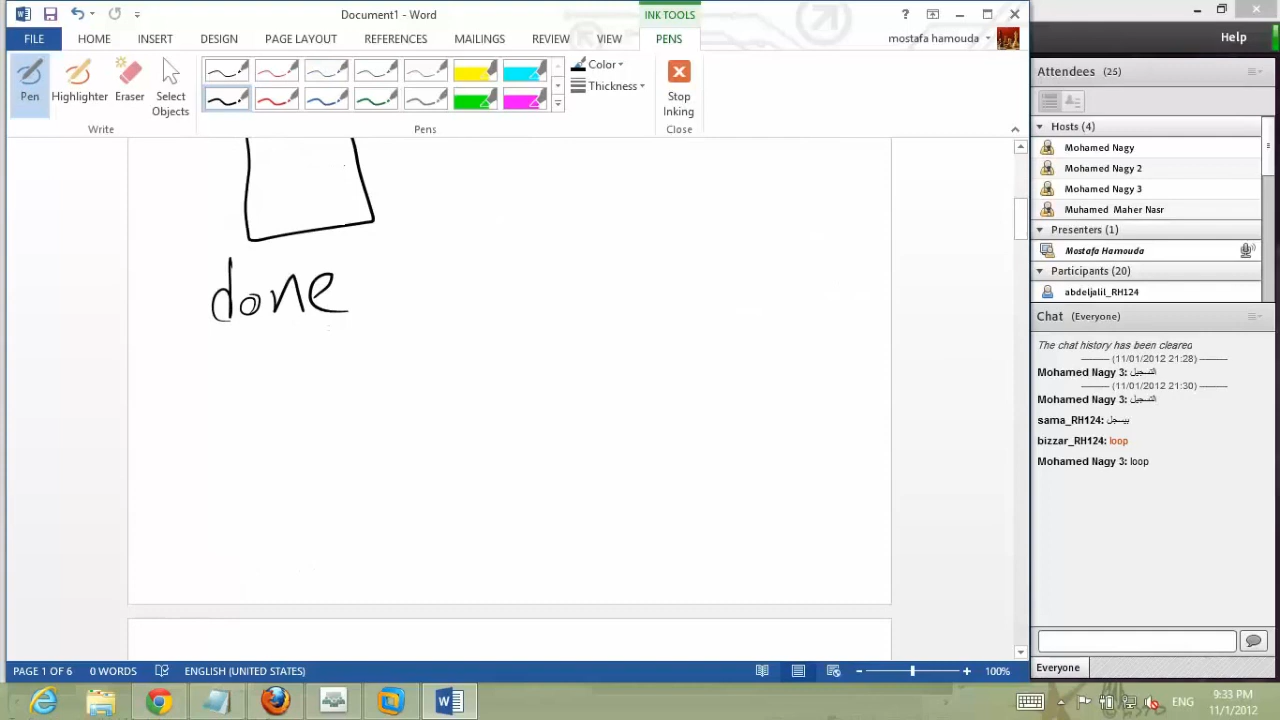 Document1 - Word
INK TOOLS
?
FILE
HOME
INSERT
DESIGN
PAGE LAYOUT
REFERENCES
MAILINGS
REVIEW
VIEW
PENS
mostafa hamouda
Help
Pen
Highlighter
Eraser
Select Objects
Color
Thickness
Stop Inking
Write
Pens
Close
done
Attendees (25)
Hosts (4)
Mohamed Nagy
Mohamed Nagy 2
Mohamed Nagy 3
Muhamed Maher Nasr
Presenters (1)
Mostafa Hamouda
Participants (20)
abdeljalil_RH124
Chat (Everyone)
The chat history has been cleared
(11/01/2012 21:28)
Mohamed Nagy 3: التسجيل
(11/01/2012 21:30)
Mohamed Nagy 3: التسجيل
sama_RH124: بيسجل
bizzar_RH124: loop
Mohamed Nagy 3: loop
Everyone
PAGE 1 OF 6
0 WORDS
ENGLISH (UNITED STATES)
100%
ENG
9:33 PM
11/1/2012